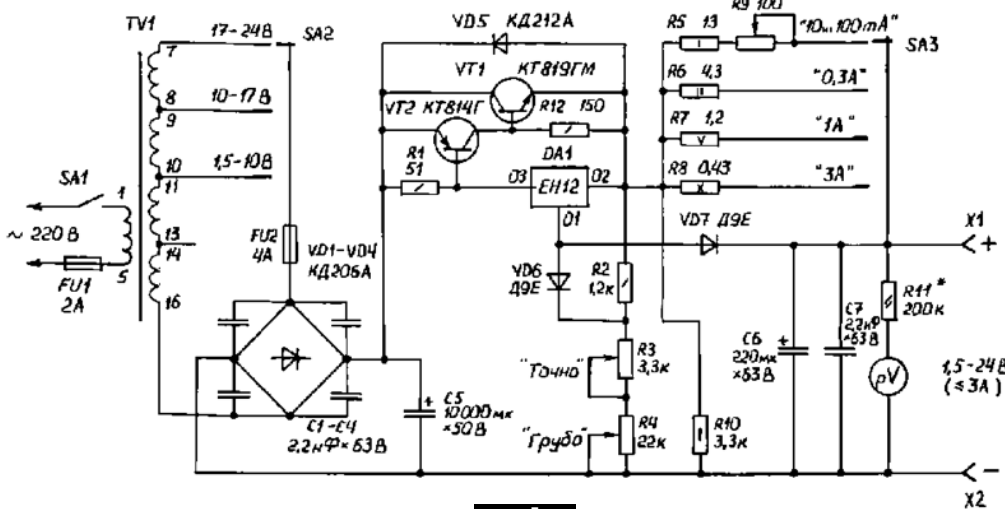 TV1
17-24В
SA2
7
8
9
10-17В
10
11
1,5-10В
13
14
16
SA1
1
~ 220В
5
FU1
2А
FU2
4А
VD1-VD4
КД206А
С1-С4
2,2нФ×63В
+ C5
10000мк
×50В
VD5 КД212А
VT1
КТ819ГМ
VT2 КТ814Г
R12 150
R1
51
DA1
03
ЕН12
02
01
VD6
Д9Е
R2
1,2к
"Точно"
R3
3,3к
"Грубо"
R4
22к
R10
3,3к
R5 13
R9 100
"10...100mA"
SA3
R6 4,3
"0,3А"
R7 1,2
"1А"
R8 0,43
"3А"
VD7 Д9Е
X1
+
C6 +
220мк
×63В
C7
2,2нФ
×63В
R11*
200к
pV
1,5-24В
(≤3А)
−
X2